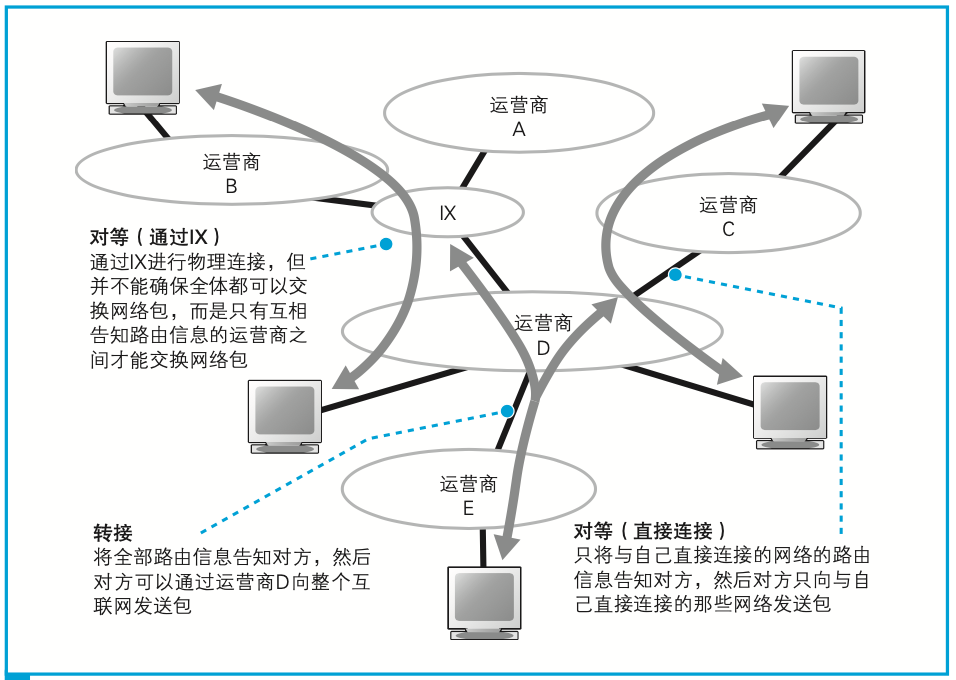 运营商
A
运营商
B
IX
运营商
C
对等（通过IX）
通过IX进行物理连接，但
并不能确保全体都可以交
换网络包，而是只有互相
告知路由信息的运营商之
间才能交换网络包
运营商
D
运营商
E
转接
将全部路由信息告知对方，然后
对方可以通过运营商D向整个互
联网发送包
对等（直接连接）
只将与自己直接连接的网络的路由
信息告知对方，然后对方只向与自
己直接连接的那些网络发送包